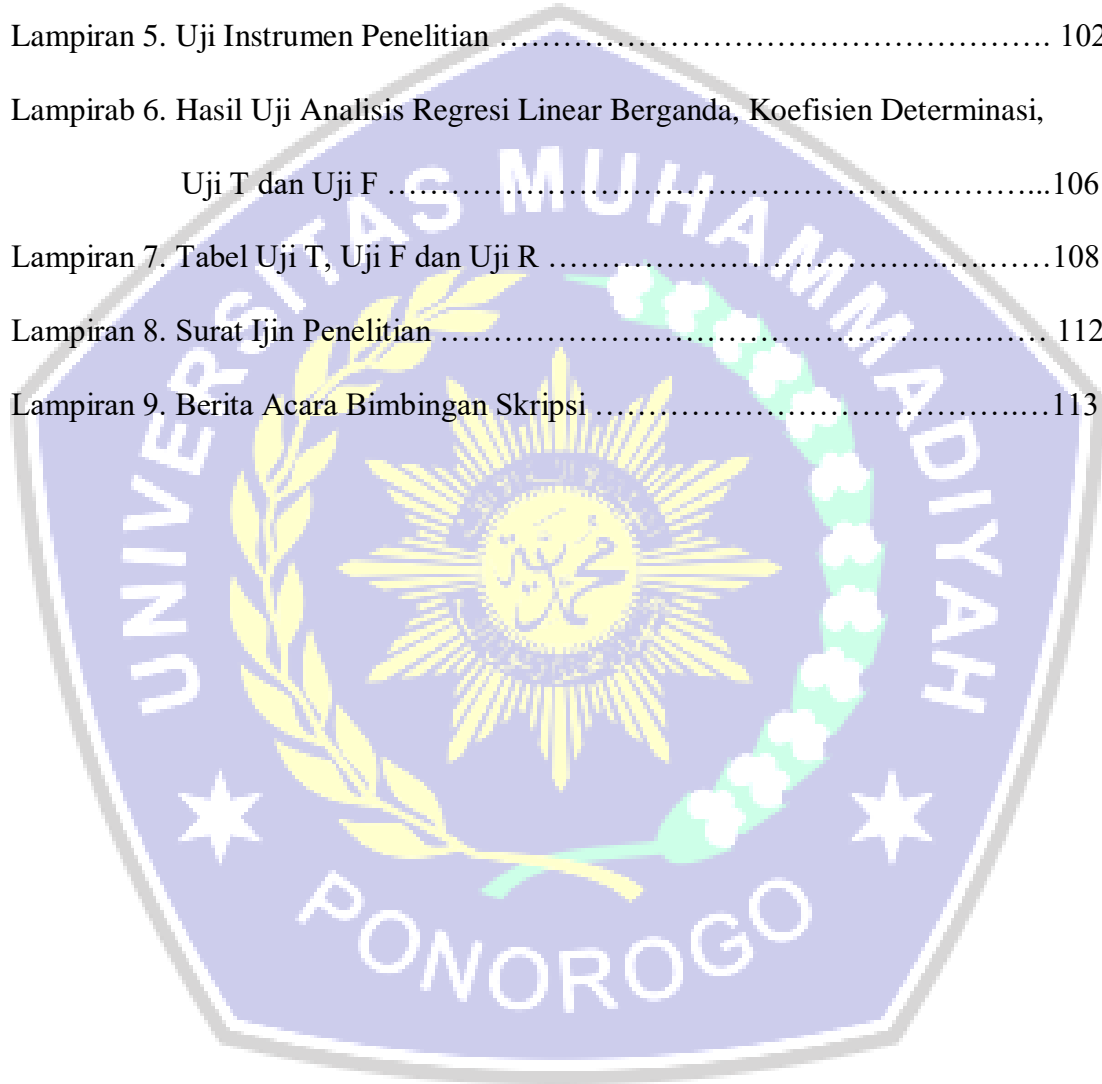 Lampiran 5. Uji Instrumen Penelitian ……………………………………………. 102
Lampirab 6. Hasil Uji Analisis Regresi Linear Berganda, Koefisien Determinasi,
Uji T dan Uji F ……………………………………………………...106
Lampiran 7. Tabel Uji T, Uji F dan Uji R ……………………………….…..….……108
Lampiran 8. Surat Ijin Penelitian ………………………………………………… 112
Lampiran 9. Berita Acara Bimbingan Skripsi ………………………………….…113
UNIVERSITAS MUHAMMADIYAH
PONOROGO